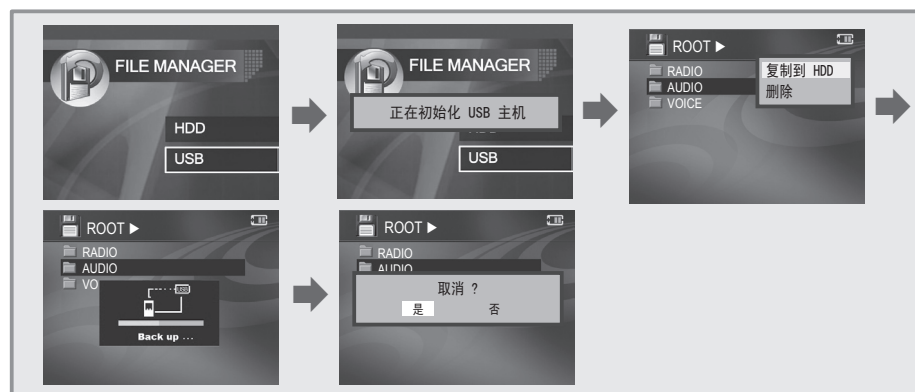 FILE MANAGER
HDD
USB
FILE MANAGER
正在初始化 USB 主机
USB
ROOT ▶
RADIO
AUDIO
VOICE
复制到 HDD
删除
ROOT ▶
RADIO
AUDIO
VO
Back up ...
ROOT ▶
RADIO
AUDIO
取消 ?
是 否